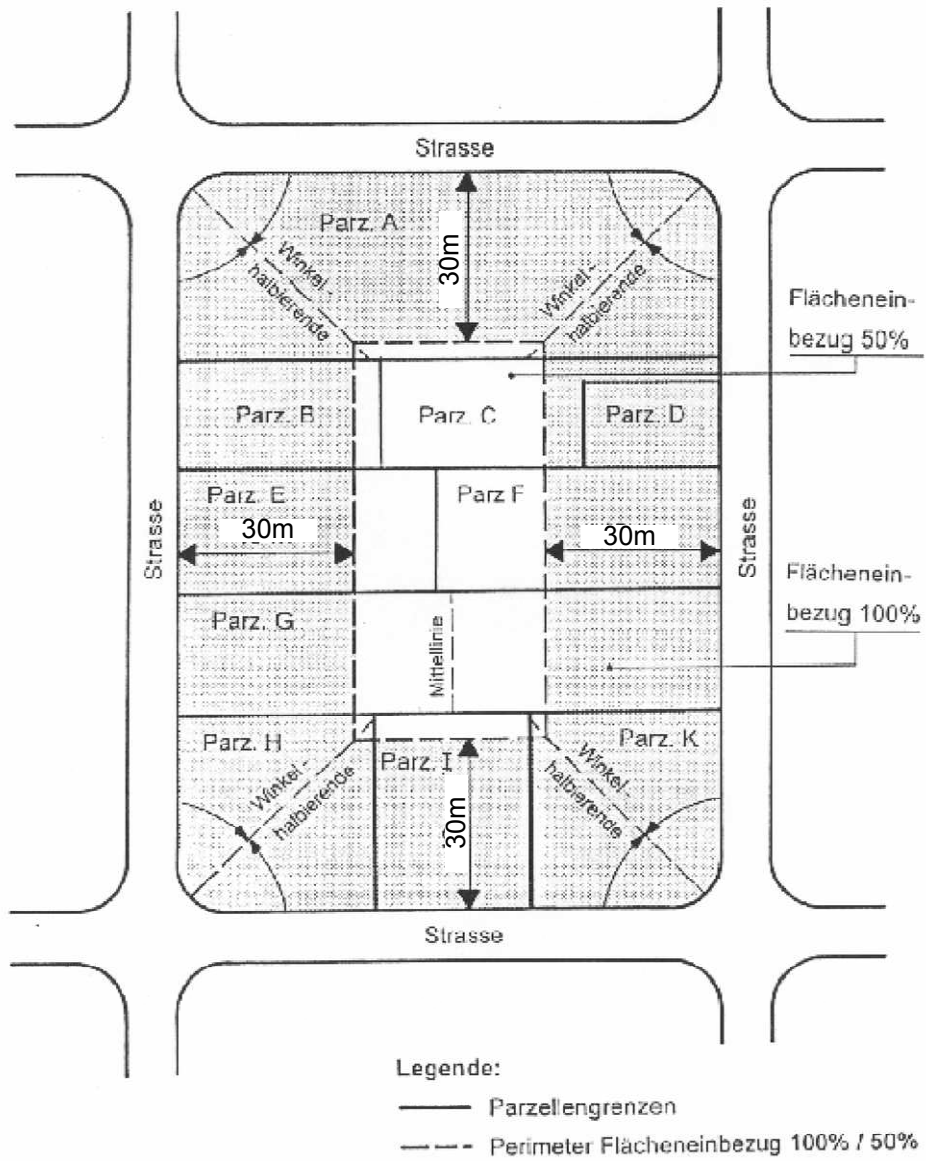 Strasse
Parz. A
30m
Winkel-
halbierende
Winkel-
halbierende
Flächenein-
bezug 50%
Parz. B
Parz. C
Parz. D
Parz. E
Parz F
30m
30m
Strasse
Strasse
Flächenein-
bezug 100%
Parz. G
Mittellinie
Parz. H
Parz. I
Parz. K
Winkel-
halbierende
Winkel-
halbierende
30m
Strasse
Legende:
Parzellengrenzen
Perimeter Flächeneinbezug 100% / 50%